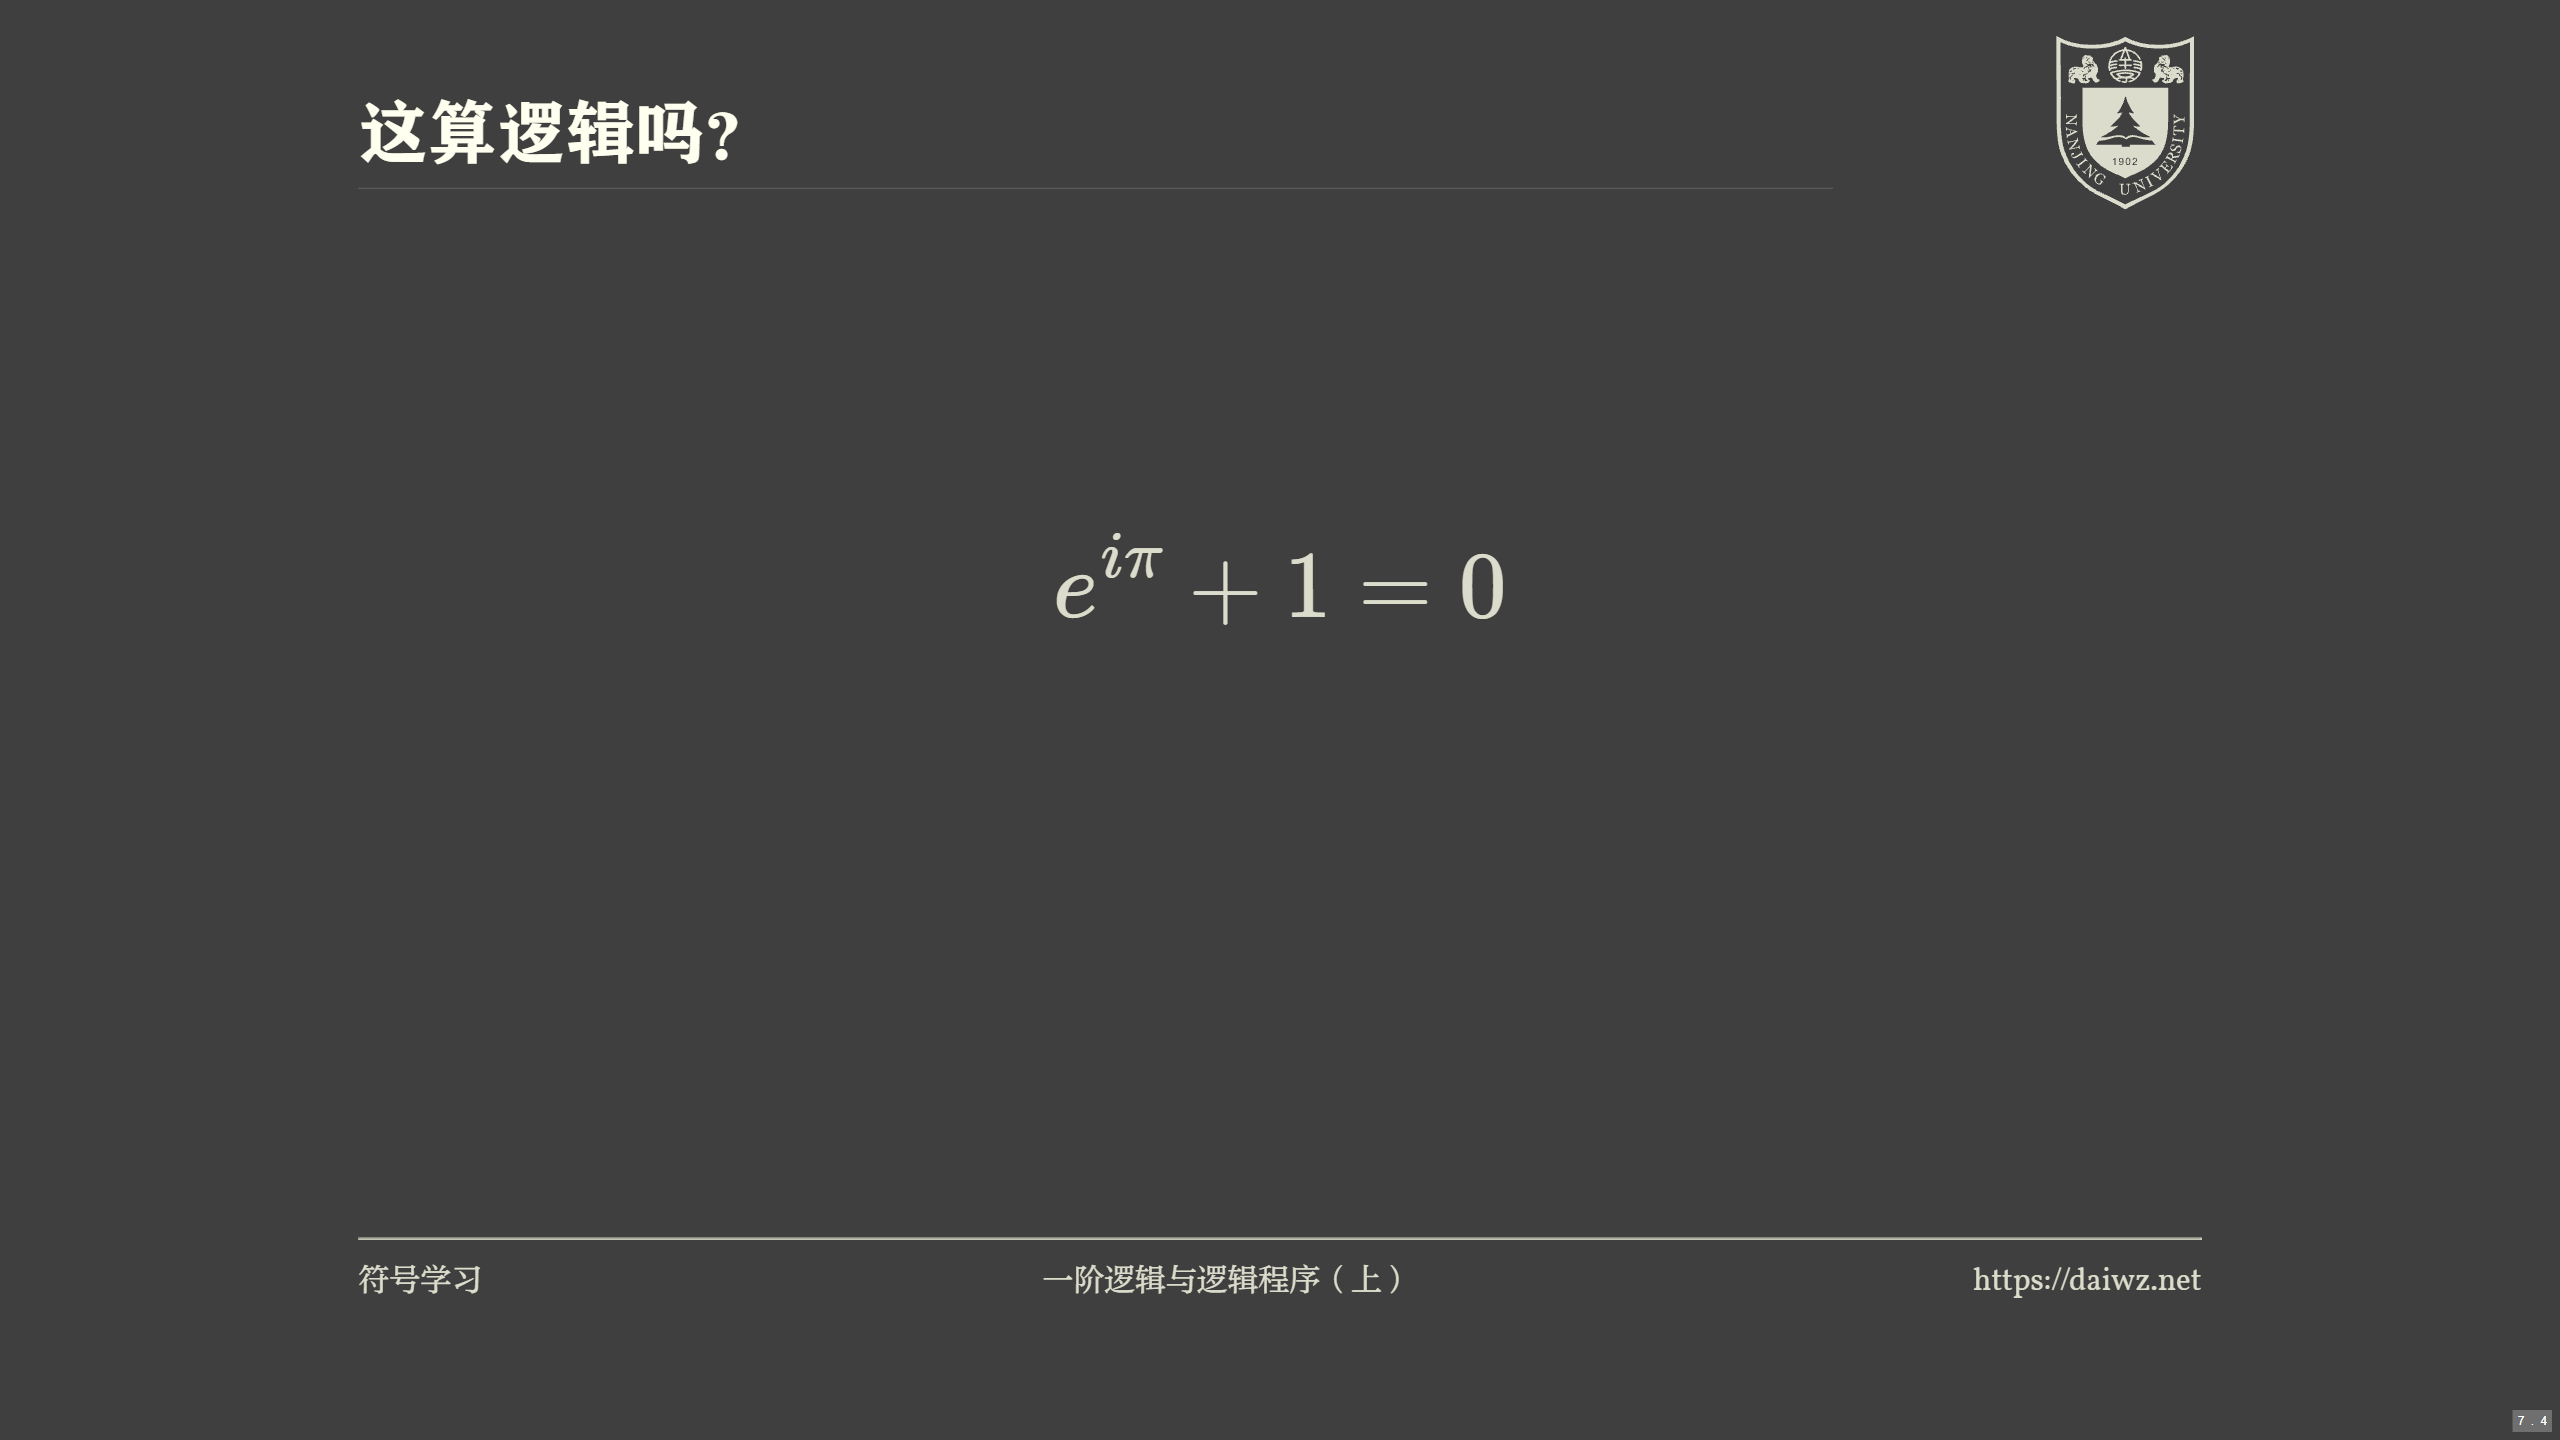 这算逻辑吗?
NANJING UNIVERSITY
1902
e^{iπ} + 1 = 0
符号学习
一阶逻辑与逻辑程序（上）
https://daiwz.net
7.4